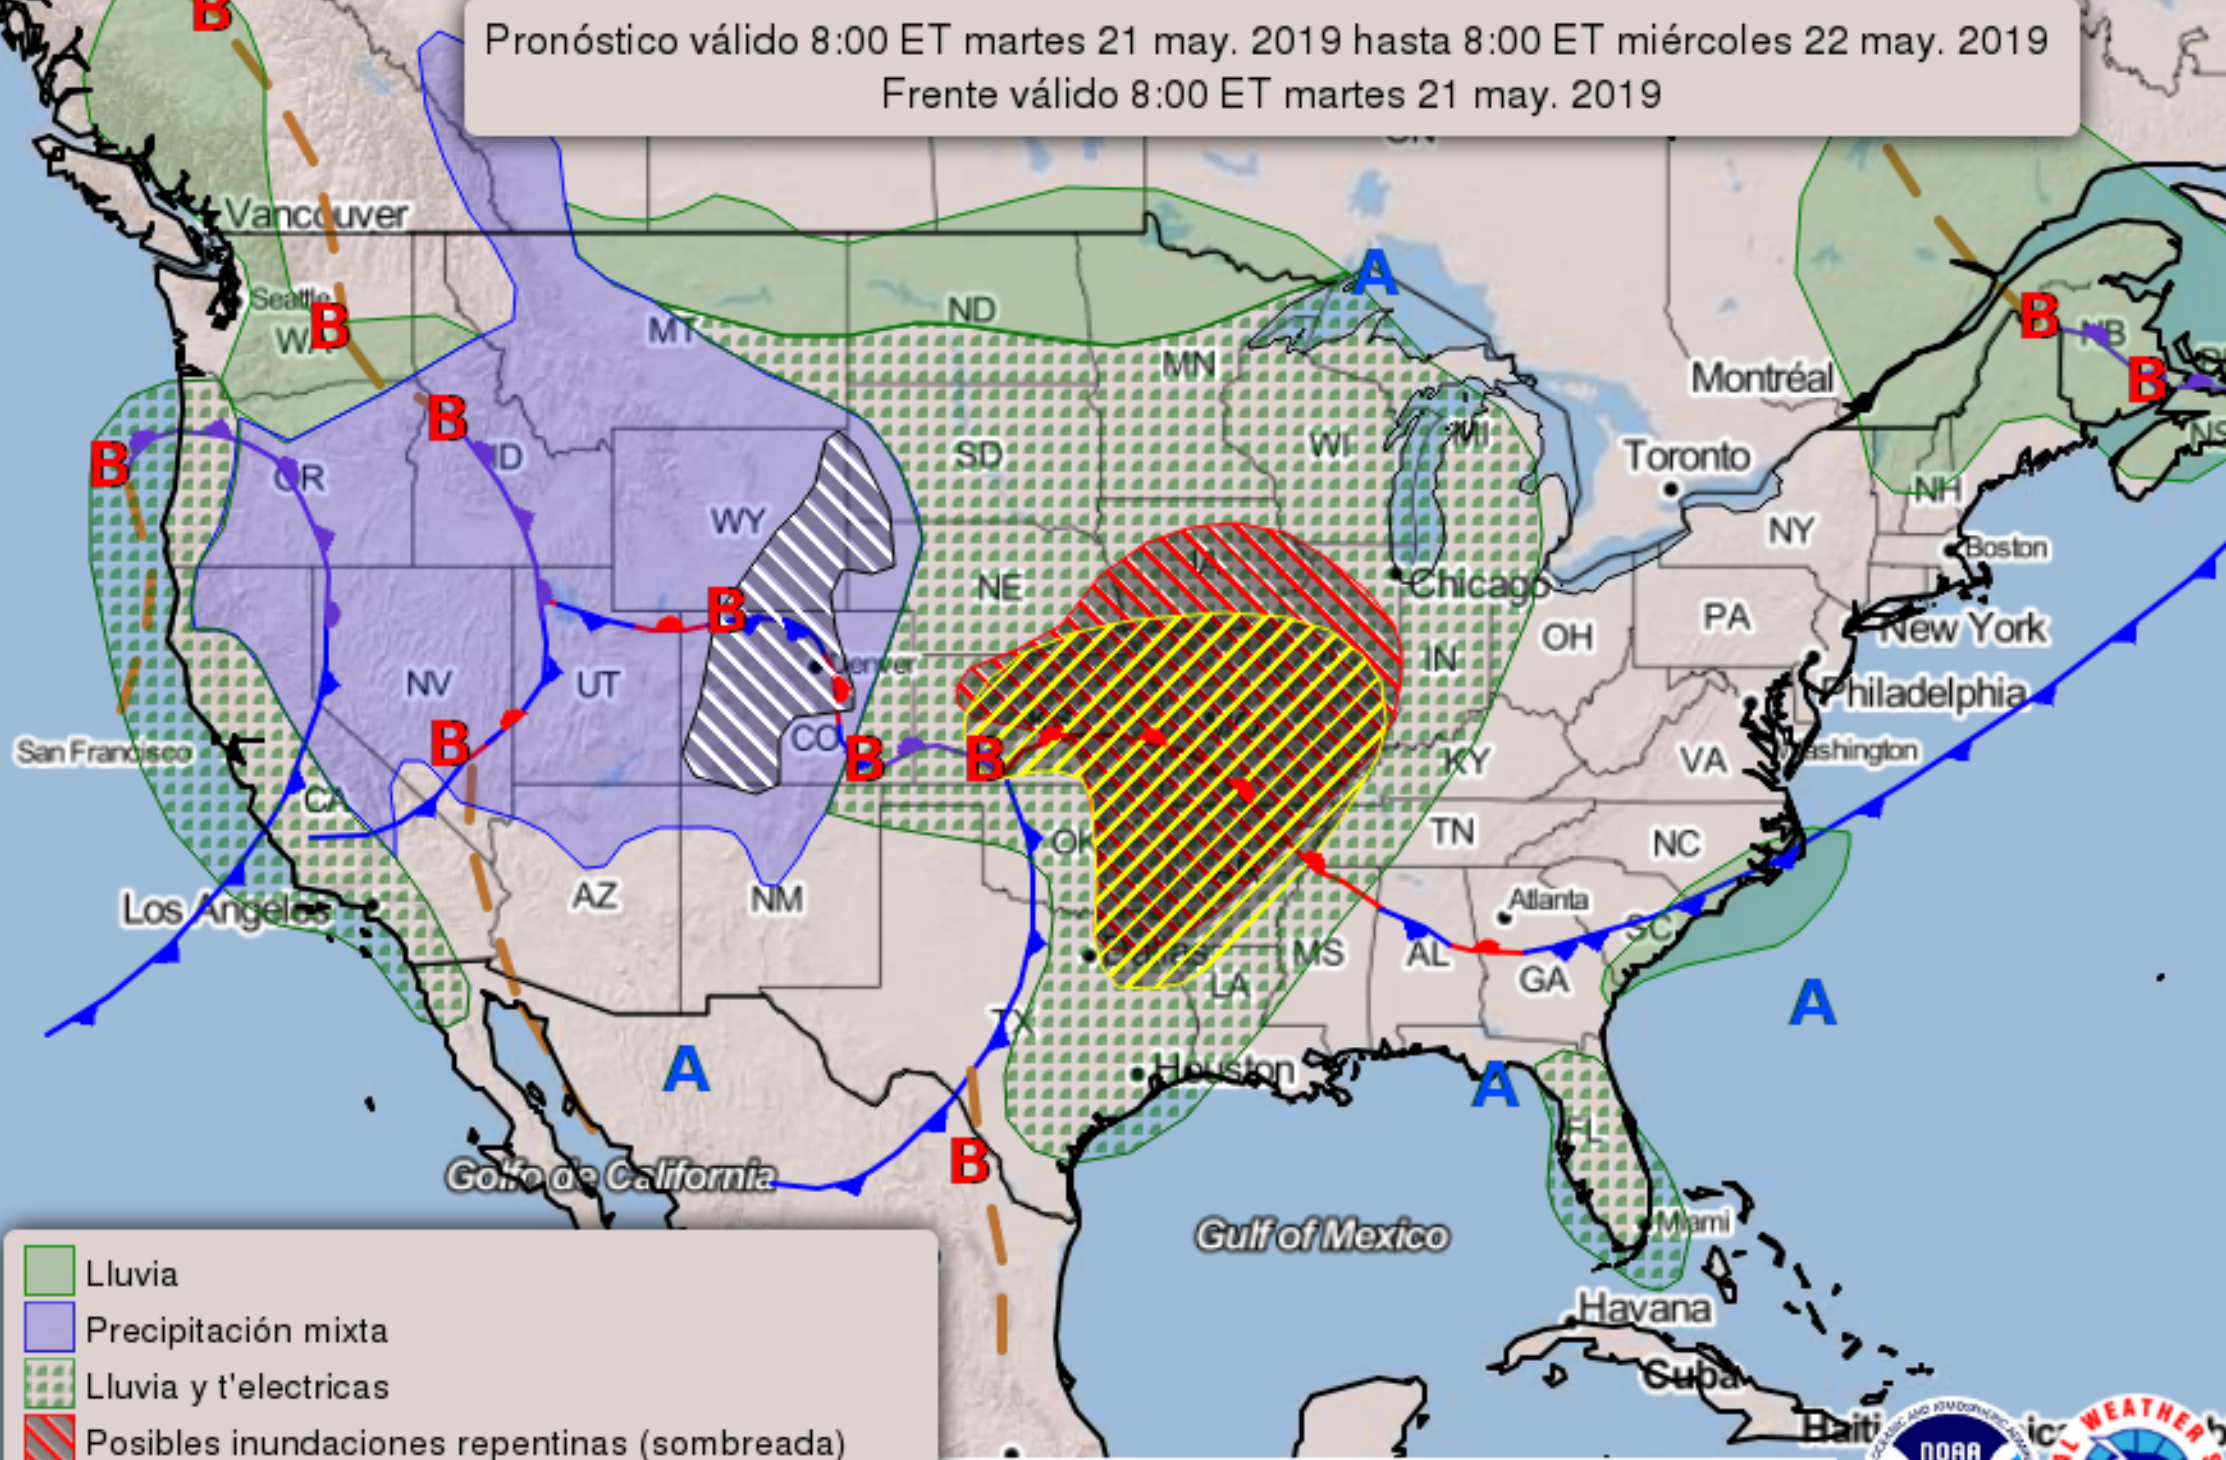 Pronóstico válido 8:00 ET martes 21 may. 2019 hasta 8:00 ET miércoles 22 may. 2019
Frente válido 8:00 ET martes 21 may. 2019
B
Vancouver
A
Seattle
B
WA
MT
ND
MN
B
NB
B
Montréal
B
ID
B
OR
SD
WI
MI
Toronto
NH
NS
WY
NY
Boston
IA
NE
Chicago
B
PA
OH
New York
IN
Denver
NV
UT
Philadelphia
San Francisco
B
CO
B
B
KY
VA
Washington
CA
OK
TN
NC
AZ
NM
Los Angeles
Atlanta
SC
Dallas
MS
AL
GA
LA
A
TX
A
Houston
A
FL
B
Golfo de California
Miami
Gulf of Mexico
Havana
Cuba
Haiti
Lluvia
Precipitación mixta
Lluvia y t'electricas
Posibles inundaciones repentinas (sombreada)
NOAA
WEATHER